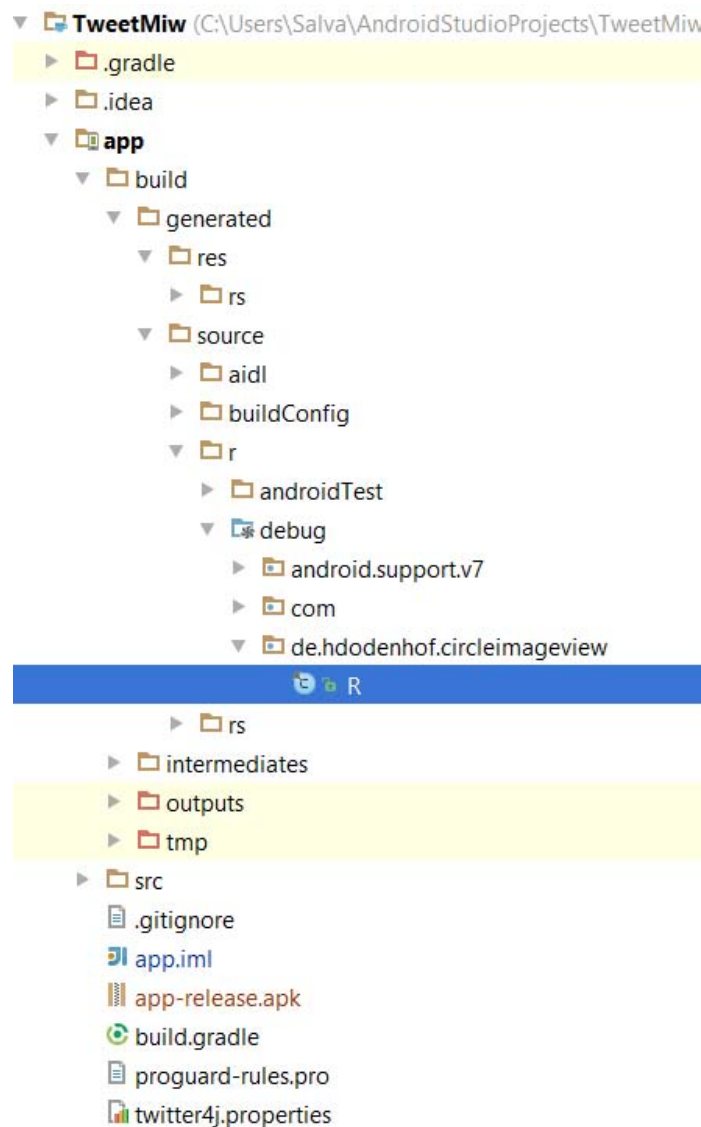 TweetMiw (C:\Users\Salva\AndroidStudioProjects\TweetMiw
.gradle
.idea
app
build
generated
res
rs
source
aidl
buildConfig
r
androidTest
debug
android.support.v7
com
de.hdodenhof.circleimageview
R
rs
intermediates
outputs
tmp
src
.gitignore
app.iml
app-release.apk
build.gradle
proguard-rules.pro
twitter4j.properties